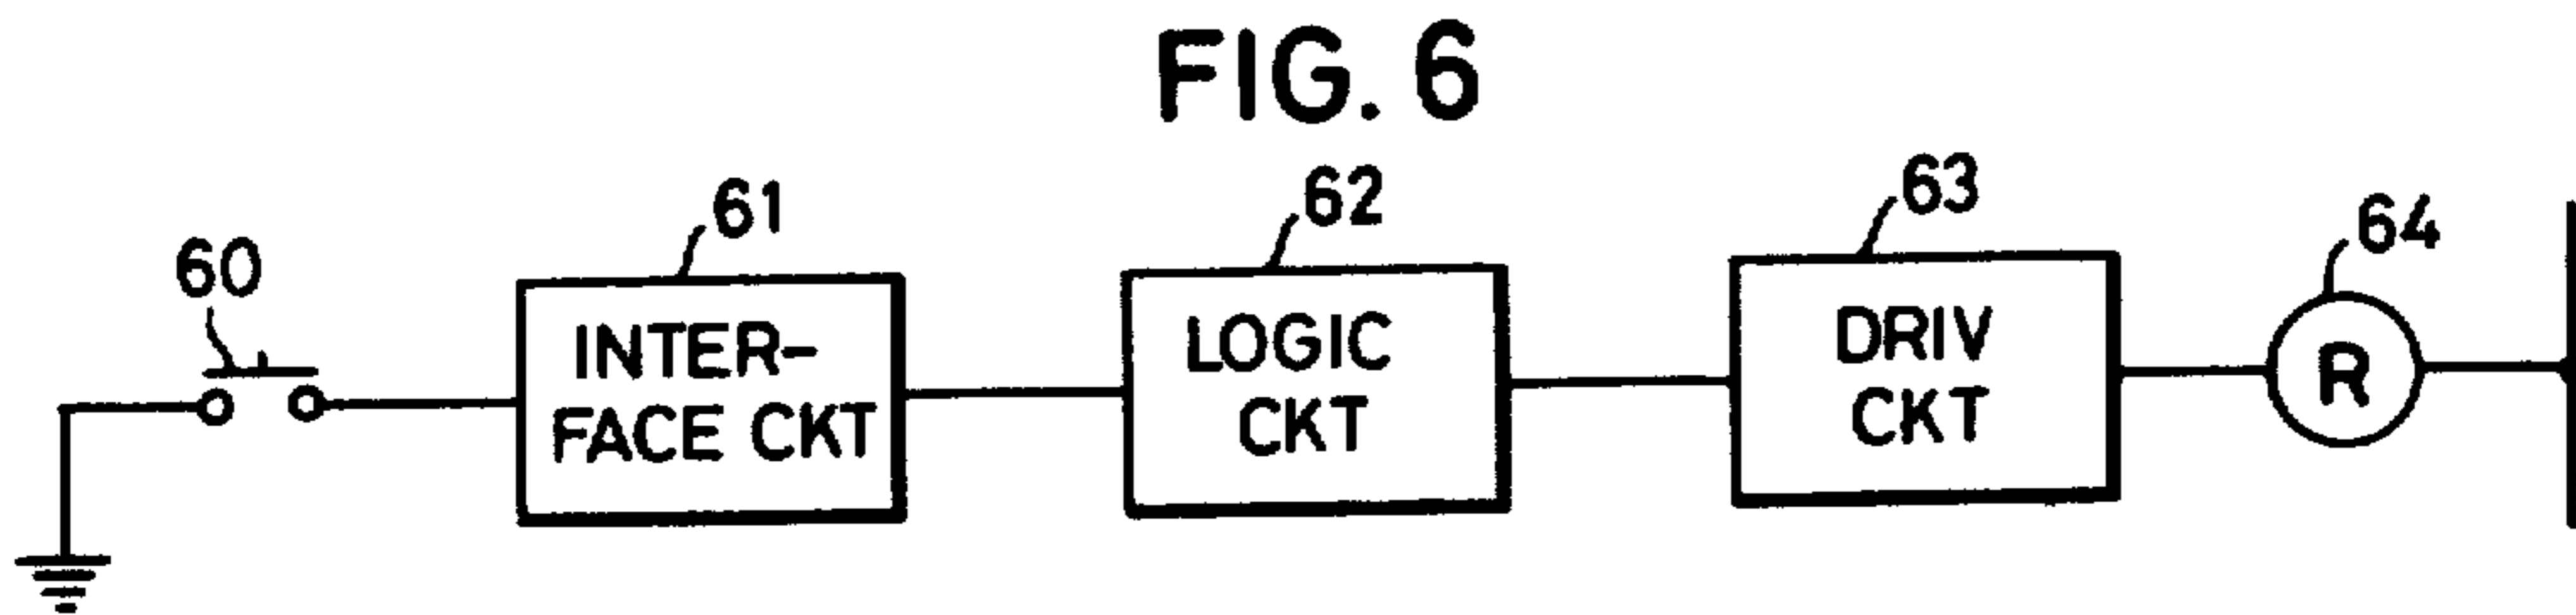 FIG. 6
60
61
62
63
64
INTER-
FACE CKT
LOGIC
CKT
DRIV
CKT
R